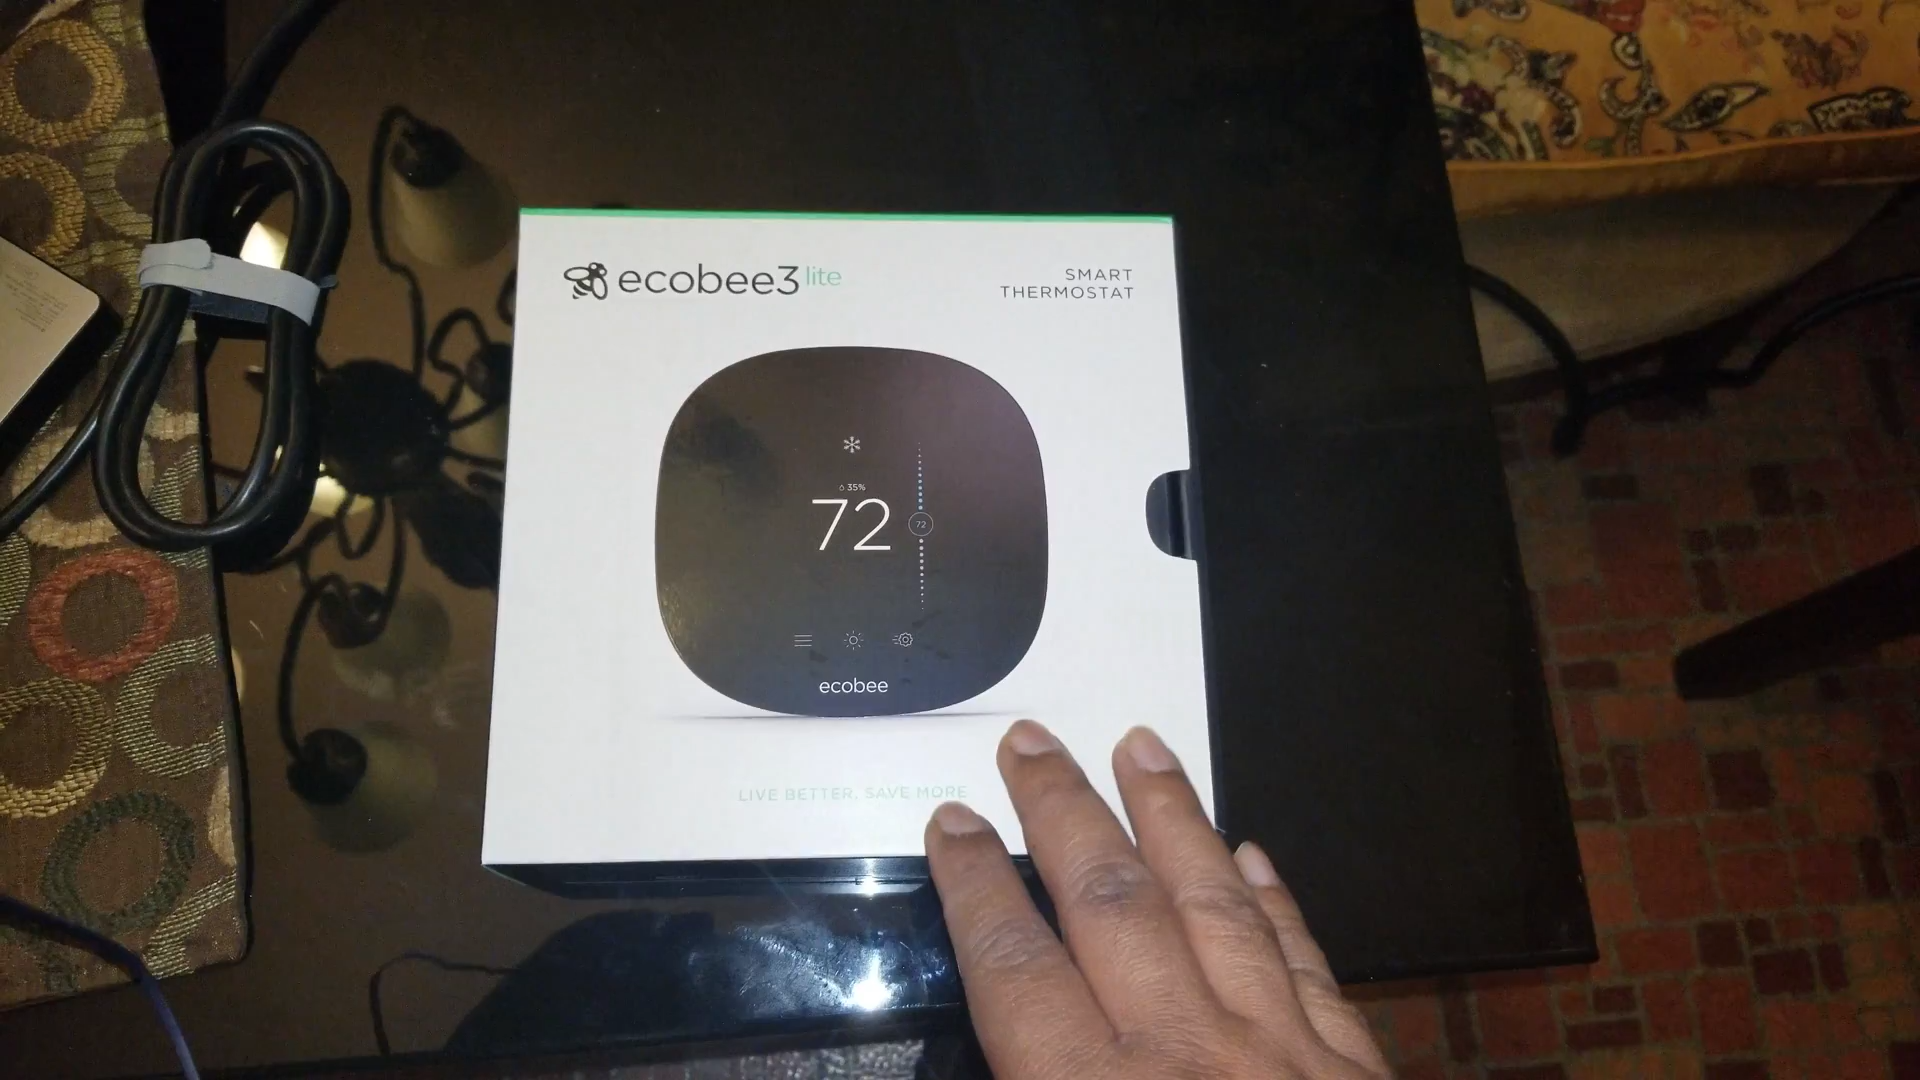 ecobee3 lite
SMART
THERMOSTAT
35%
72
72
ecobee
LIVE BETTER, SAVE MORE